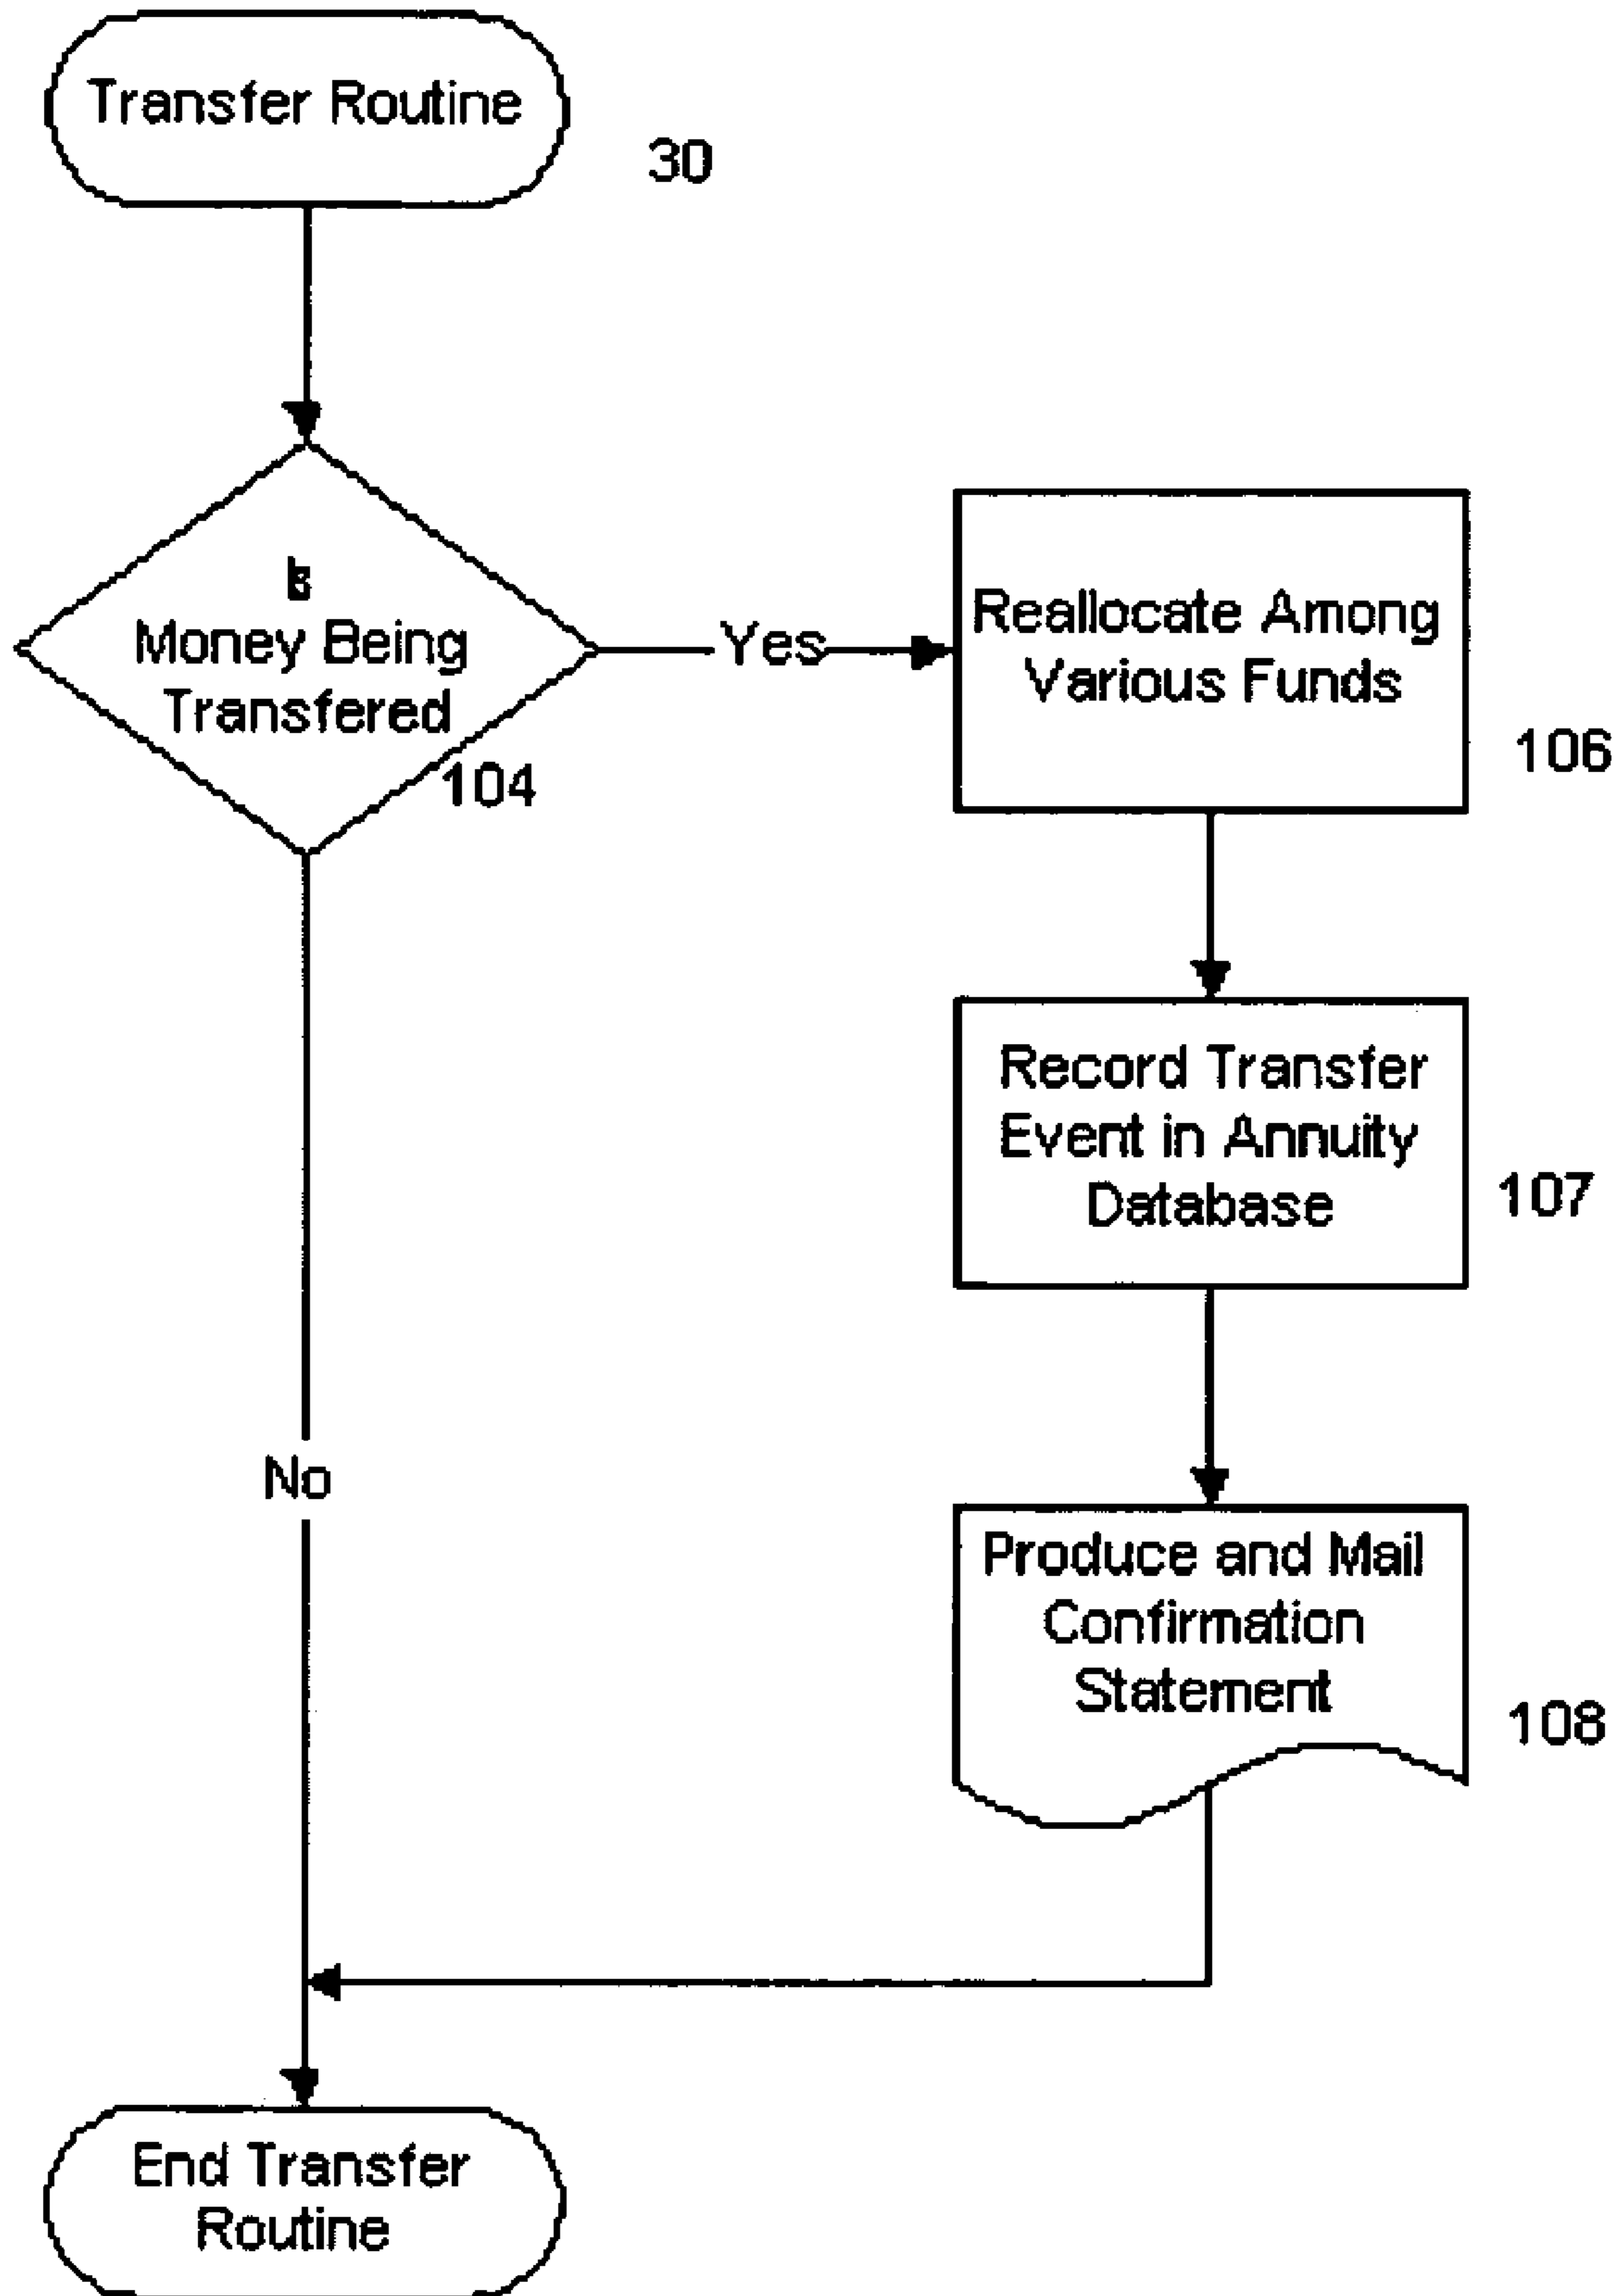 Transfer Routine
30
Is
Money Being
Transfered
104
Yes
Reallocate Among
Various Funds
106
Record Transfer
Event in Annuity
Database
107
No
Produce and Mail
Confirmation
Statement
108
End Transfer
Routine